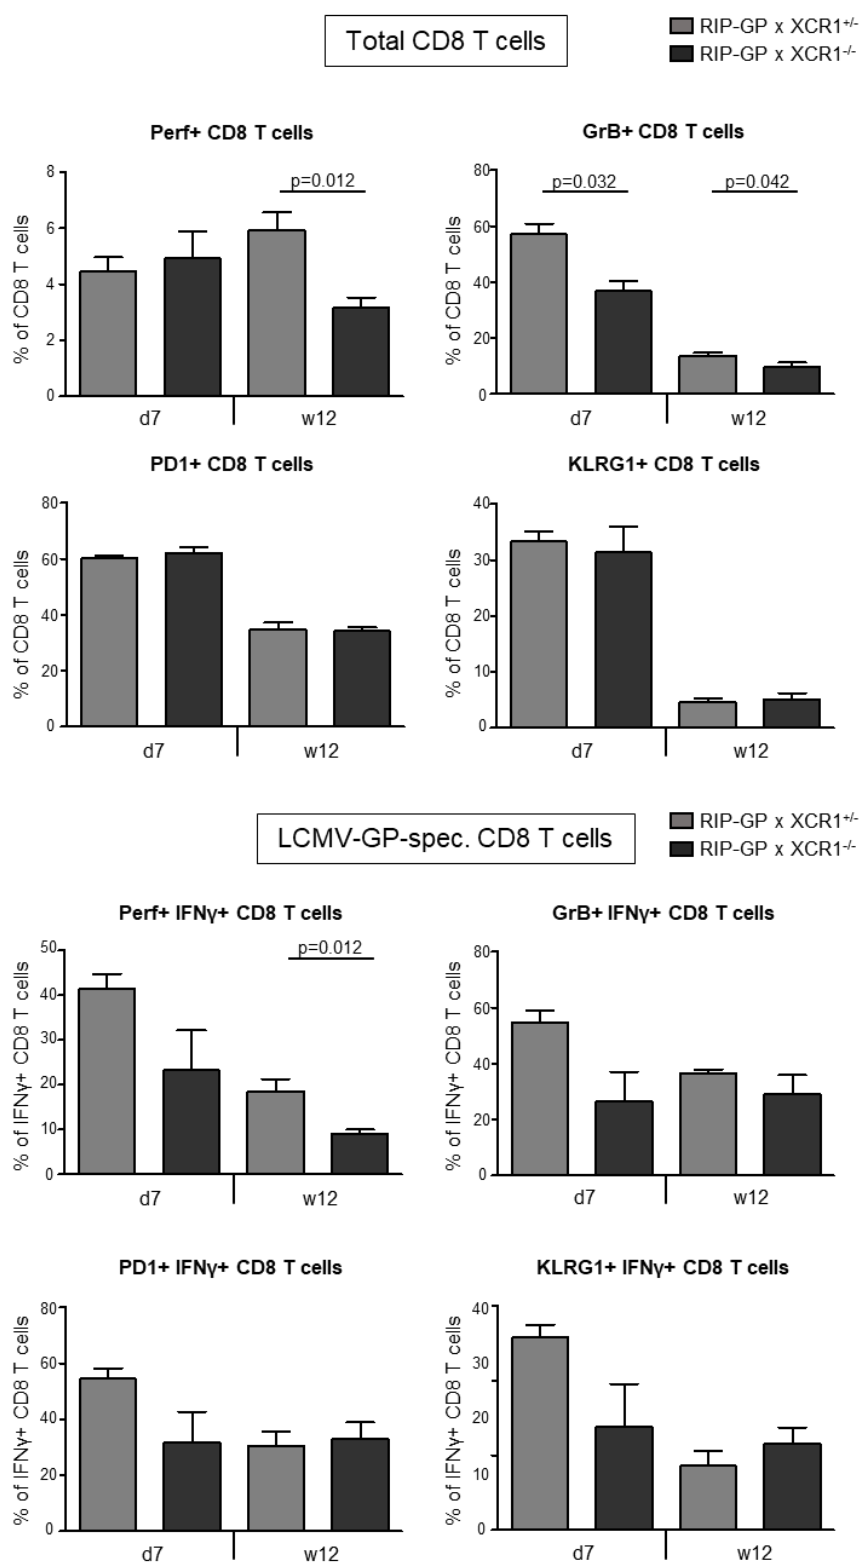 Total CD8 T cells
RIP-GP x XCR1+/-
RIP-GP x XCR1-/-
Perf+ CD8 T cells
% of CD8 T cells
8
6
4
2
0
p=0.012
d7
w12
GrB+ CD8 T cells
% of CD8 T cells
80
60
40
20
0
p=0.032
p=0.042
d7
w12
PD1+ CD8 T cells
% of CD8 T cells
80
60
40
20
0
d7
w12
KLRG1+ CD8 T cells
% of CD8 T cells
40
30
20
10
0
d7
w12
LCMV-GP-spec. CD8 T cells
RIP-GP x XCR1+/-
RIP-GP x XCR1-/-
Perf+ IFNγ+ CD8 T cells
% of IFNγ+ CD8 T cells
50
40
30
20
10
0
p=0.012
d7
w12
GrB+ IFNγ+ CD8 T cells
% of IFNγ+ CD8 T cells
80
60
40
20
0
d7
w12
PD1+ IFNγ+ CD8 T cells
% of IFNγ+ CD8 T cells
80
60
40
20
0
d7
w12
KLRG1+ IFNγ+ CD8 T cells
% of IFNγ+ CD8 T cells
40
30
20
10
0
d7
w12